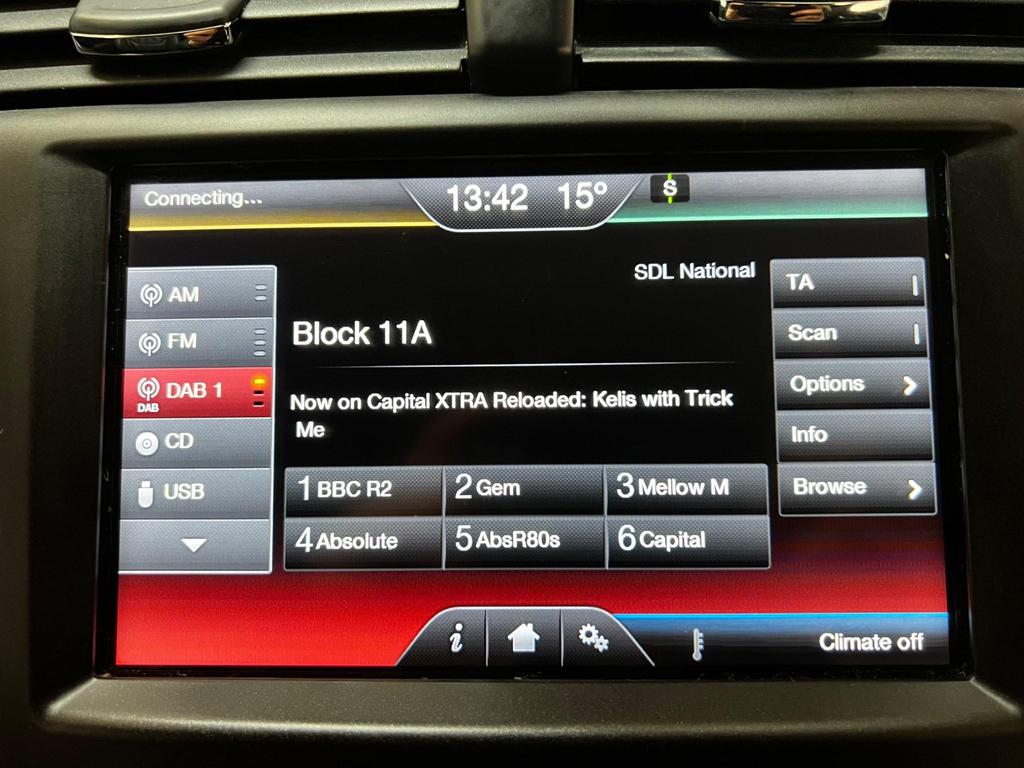 Connecting...
13:42 15°
S
SDL National
AM
FM
DAB 1
DAB
CD
USB
Block 11A
Now on Capital XTRA Reloaded: Kelis with Trick
Me
1 BBC R2 2 Gem 3 Mellow M
4 Absolute 5 AbsR80s 6 Capital
TA
Scan
Options
Info
Browse
i
Climate off